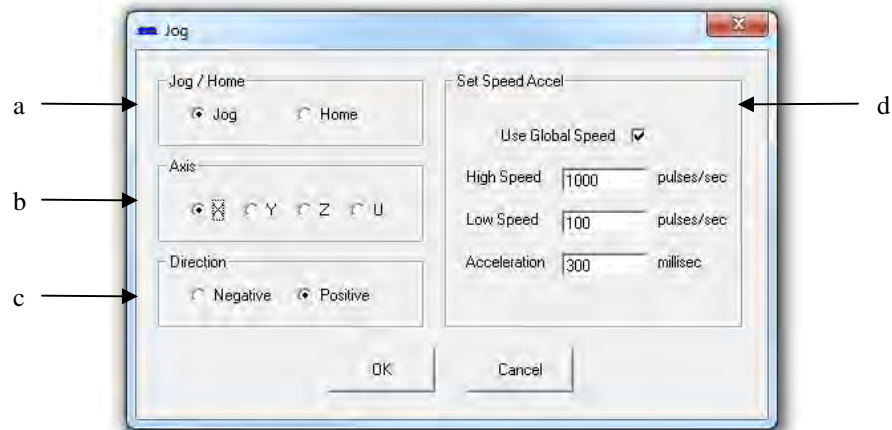 Jog
a
Jog / Home
Jog Home
b
Axis
X Y Z U
c
Direction
Negative Positive
d
Set Speed Accel
Use Global Speed
High Speed 1000 pulses/sec
Low Speed 100 pulses/sec
Acceleration 300 millisec
OK Cancel